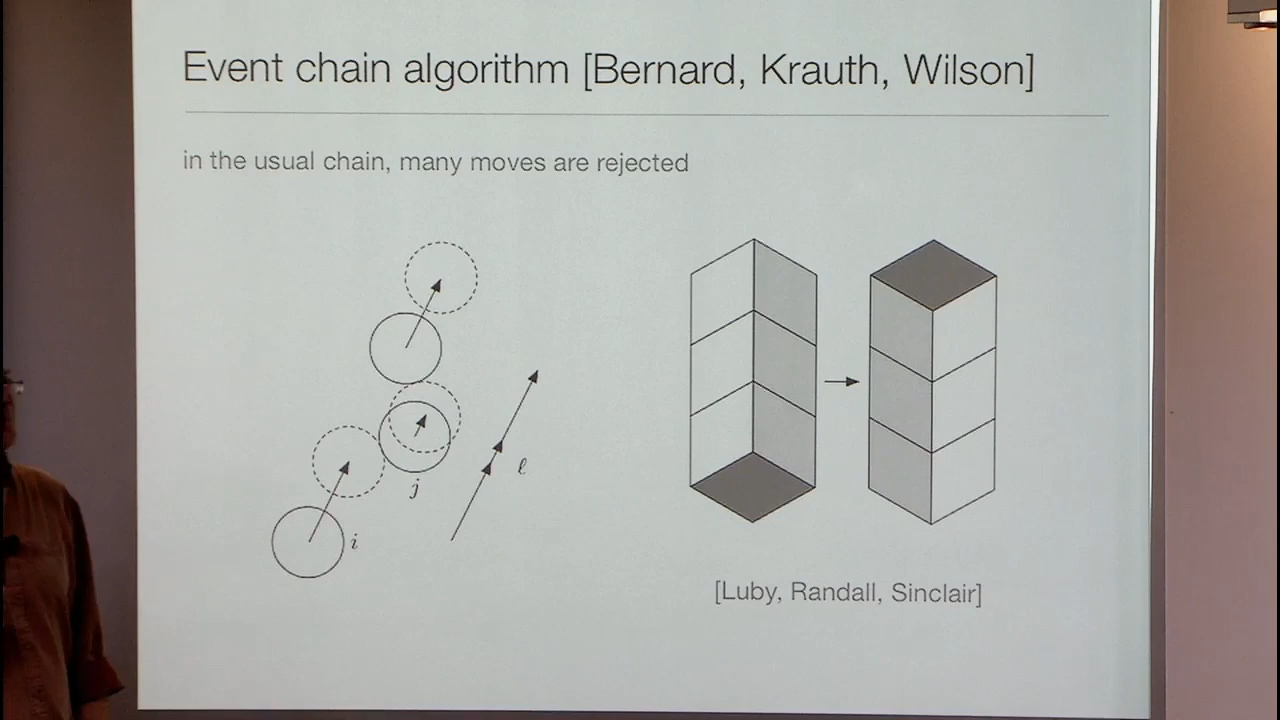 Event chain algorithm [Bernard, Krauth, Wilson]
in the usual chain, many moves are rejected
ℓ
j
i
[Luby, Randall, Sinclair]